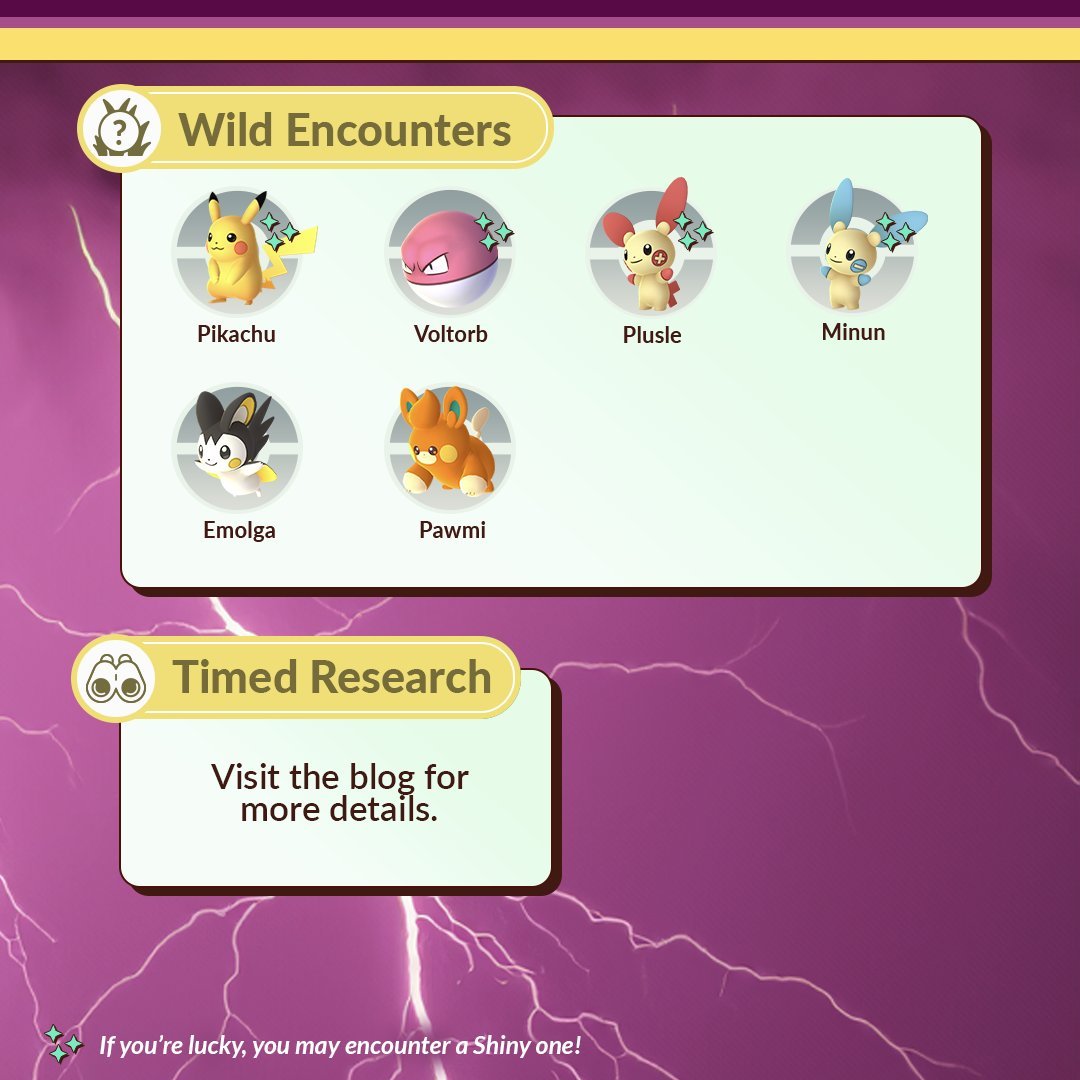 Wild Encounters
Pikachu
Voltorb
Plusle
Minun
Emolga
Pawmi
Timed Research
Visit the blog for
more details.
If you're lucky, you may encounter a Shiny one!